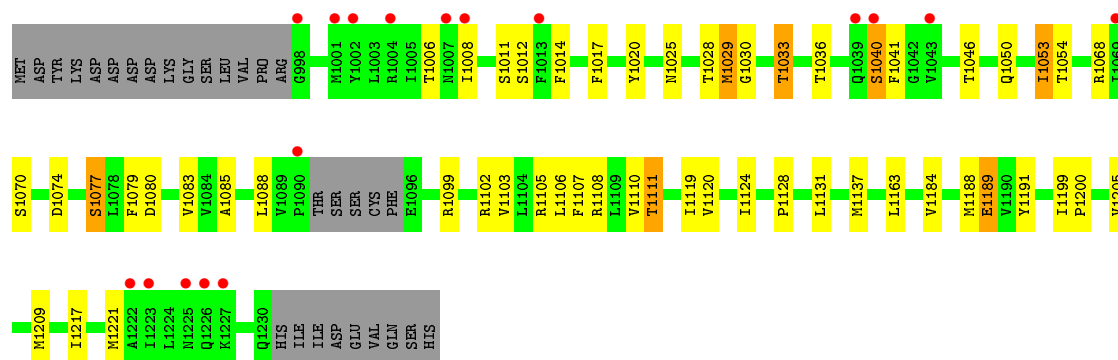 MET ASP TYR LYS ASP ASP ASP ASP LYS GLY SER LEU VAL PRO ARG G998 M1001 Y1002 L1003 R1004 I1005 T1006 N1007 I1008 S1011 S1012 F1013 F1014 F1017 Y1020 N1025 T1028 M1029 G1030 T1033 T1036 Q1039 S1040 F1041 G1042 V1043 T1046 Q1050 I1053 T1054 R1068 I1069
S1070 D1074 S1077 L1078 F1079 D1080 V1083 V1084 A1085 L1088 V1089 P1090 THR SER SER CYS PHE E1096 R1099 R1102 V1103 L1104 R1105 L1106 F1107 R1108 L1109 V1110 T1111 I1119 V1120 I1124 P1128 L1131 M1137 L1163 V1184 M1188 E1189 V1190 Y1191 I1199 P1200 V1205
M1209 I1217 M1221 A1222 I1223 L1224 N1225 Q1226 K1227 Q1230 HIS ILE ILE ASP GLU VAL GLN SER HIS